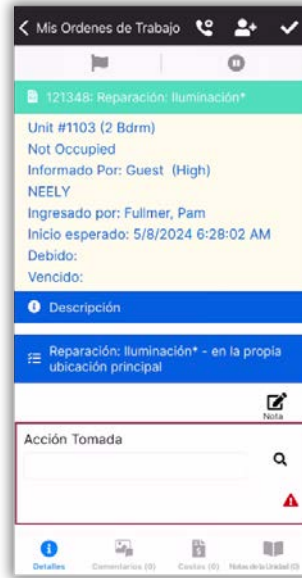 Mis Ordenes de Trabajo
121348: Reparación: Iluminación*
Unit #1103 (2 Bdrm)
Not Occupied
Informado Por: Guest (High)
NEELY
Ingresado por: Fullmer, Pam
Inicio esperado: 5/8/2024 6:28:02 AM
Debido:
Vencido:
Descripción
Reparación: Iluminación* - en la propia
ubicación principal
Nota
Acción Tomada
Detalles
Comentarios (0)
Costos (0)
Notas de la Unidad (0)